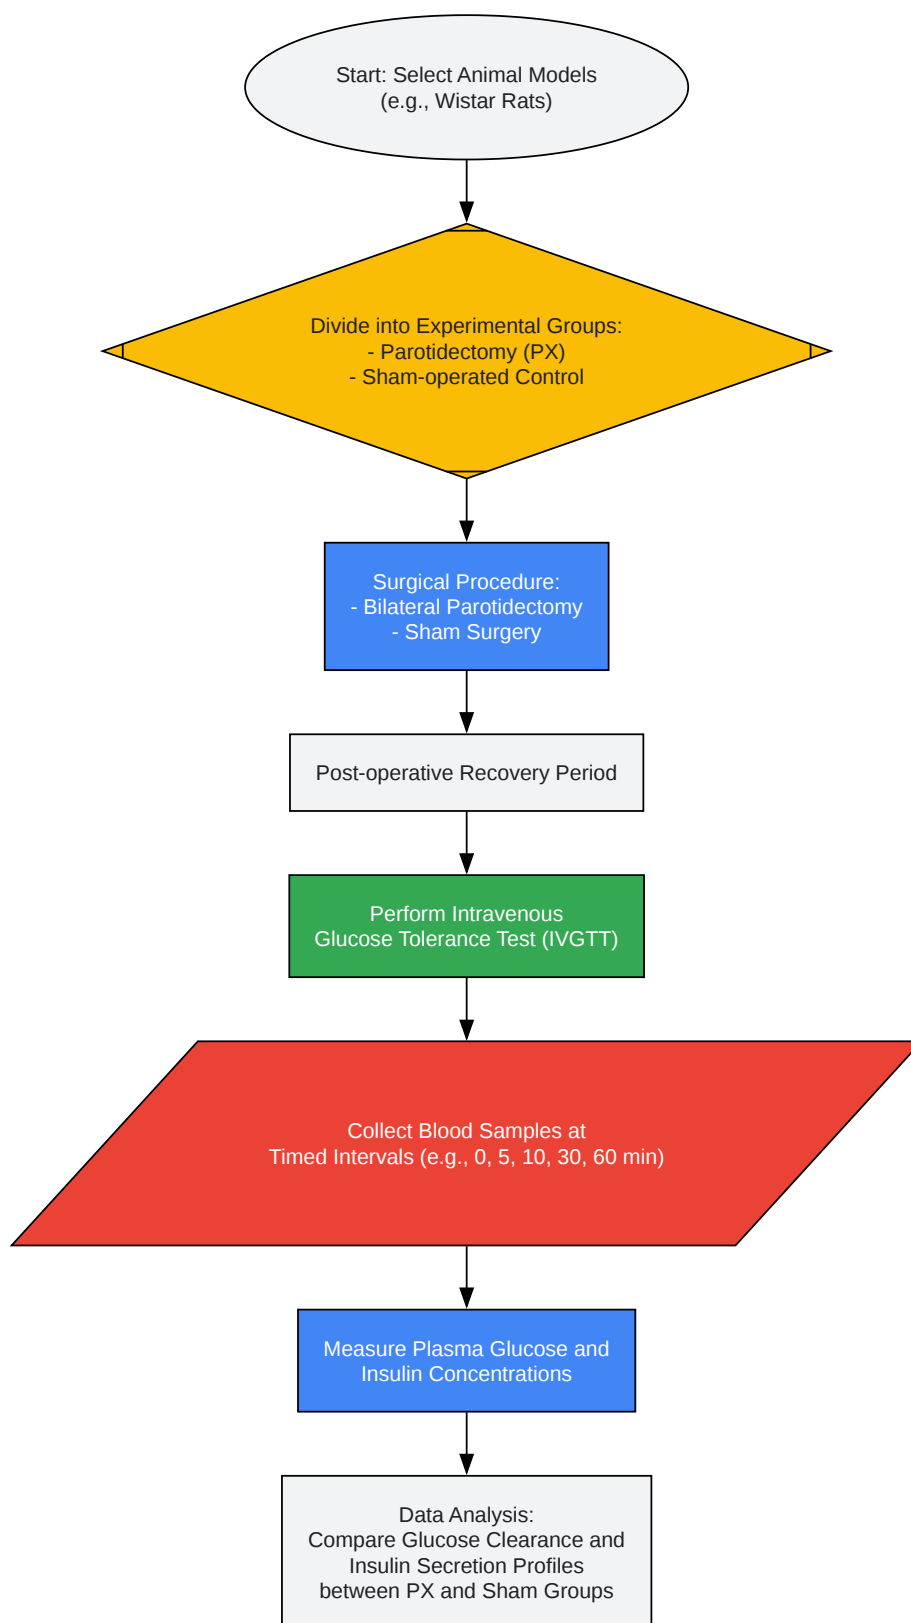 Start: Select Animal Models
(e.g., Wistar Rats)
Divide into Experimental Groups:
- Parotidectomy (PX)
- Sham-operated Control
Surgical Procedure:
- Bilateral Parotidectomy
- Sham Surgery
Post-operative Recovery Period
Perform Intravenous
Glucose Tolerance Test (IVGTT)
Collect Blood Samples at
Timed Intervals (e.g., 0, 5, 10, 30, 60 min)
Measure Plasma Glucose and
Insulin Concentrations
Data Analysis:
Compare Glucose Clearance and
Insulin Secretion Profiles
between PX and Sham Groups